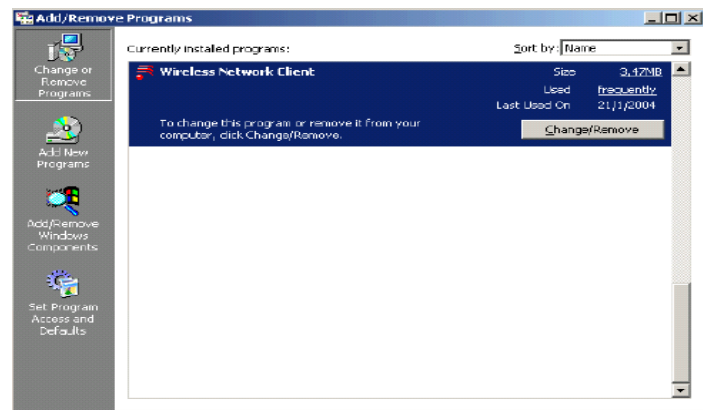 Add/Remove Programs
Currently installed programs:
Sort by: Name
Change or
Remove
Programs
Wireless Network Client
Size 3.47MB
Used frequently
Last Used On 21/1/2004
To change this program or remove it from your
computer, click Change/Remove.
Change/Remove
Add New
Programs
Add/Remove
Windows
Components
Set Program
Access and
Defaults